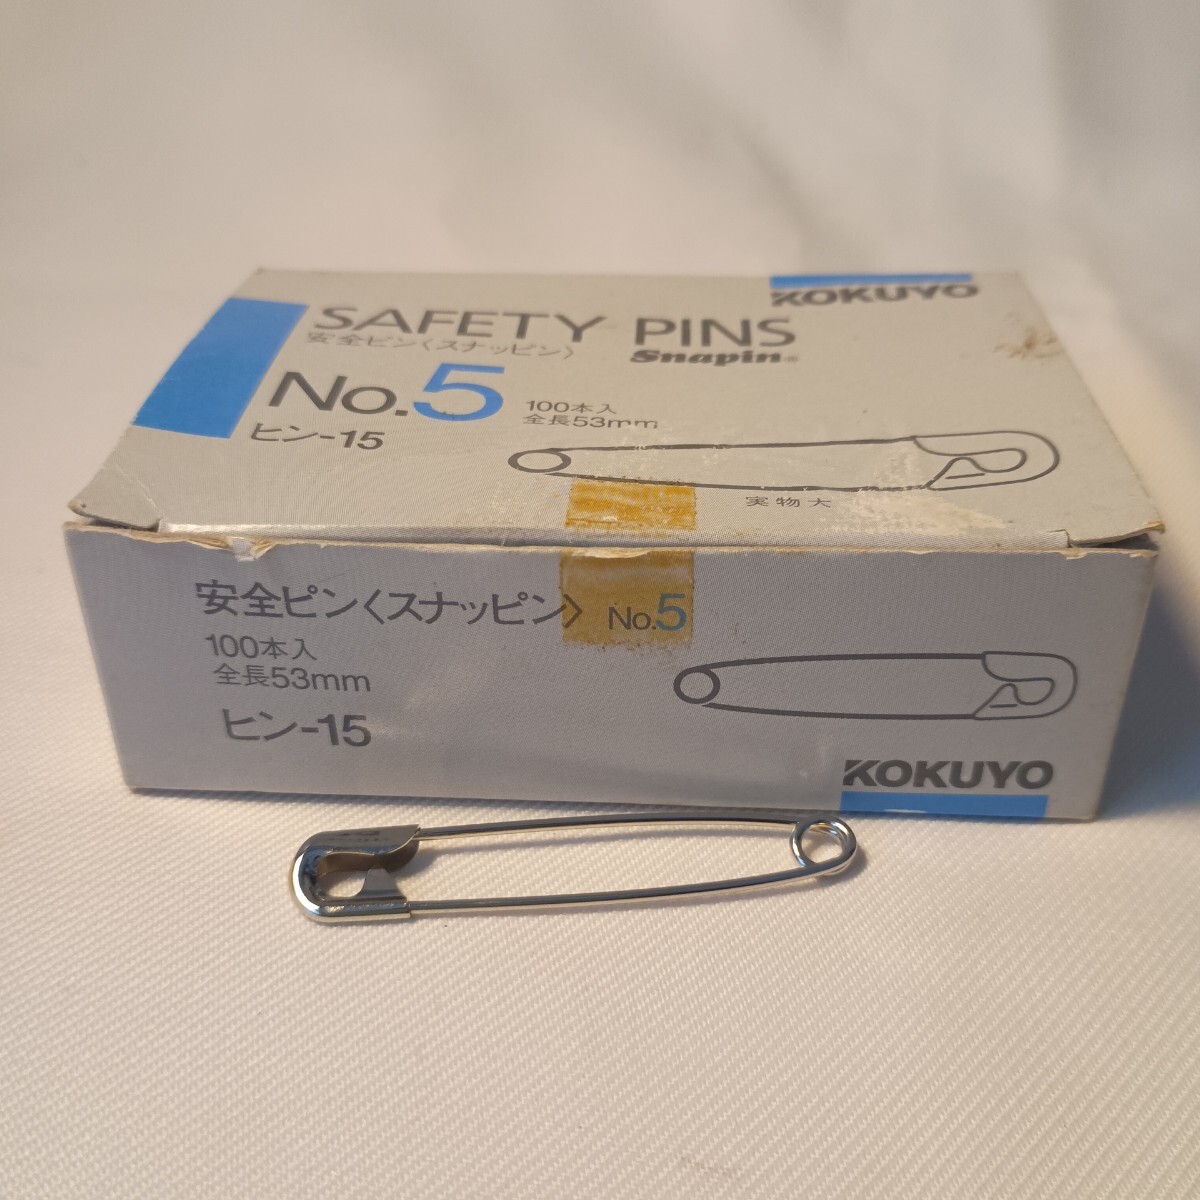 KOKUYO
SAFETY PINS
安全ピン〈スナッピン〉 Snapin®
No.5
100本入
全長53mm
ヒン-15
実物大
安全ピン〈スナッピン〉 No.5
100本入
全長53mm
ヒン-15
KOKUYO